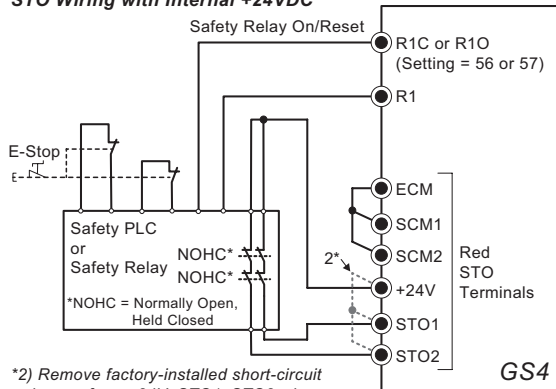 STO Wiring with Internal +24VDC
Safety Relay On/Reset
R1C or R1O
(Setting = 56 or 57)
R1
E-Stop
ECM
SCM1
SCM2
+24V
STO1
STO2
Red
STO
Terminals
2*
Safety PLC
or
Safety Relay
NOHC*
NOHC*
*NOHC = Normally Open,
Held Closed
*2) Remove factory-installed short-circuit
GS4